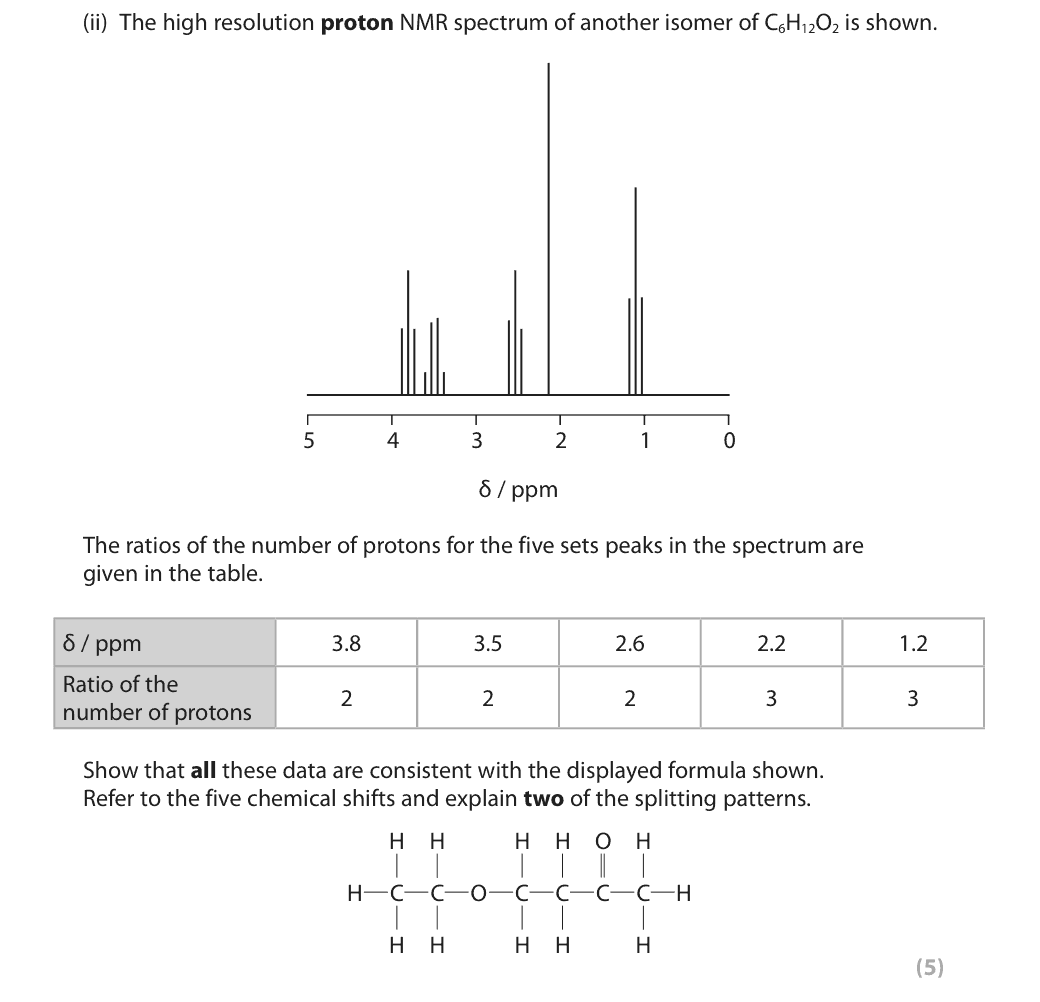 (ii) The high resolution proton NMR spectrum of another isomer of C₆H₁₂O₂ is shown.
5 4 3 2 1 0
δ / ppm
The ratios of the number of protons for the five sets peaks in the spectrum are
given in the table.
δ / ppm 3.8 3.5 2.6 2.2 1.2
Ratio of the
number of protons 2 2 2 3 3
Show that all these data are consistent with the displayed formula shown.
Refer to the five chemical shifts and explain two of the splitting patterns.
H H H H O H
H—C—C—O—C—C—C—C—H
H H H H H
(5)